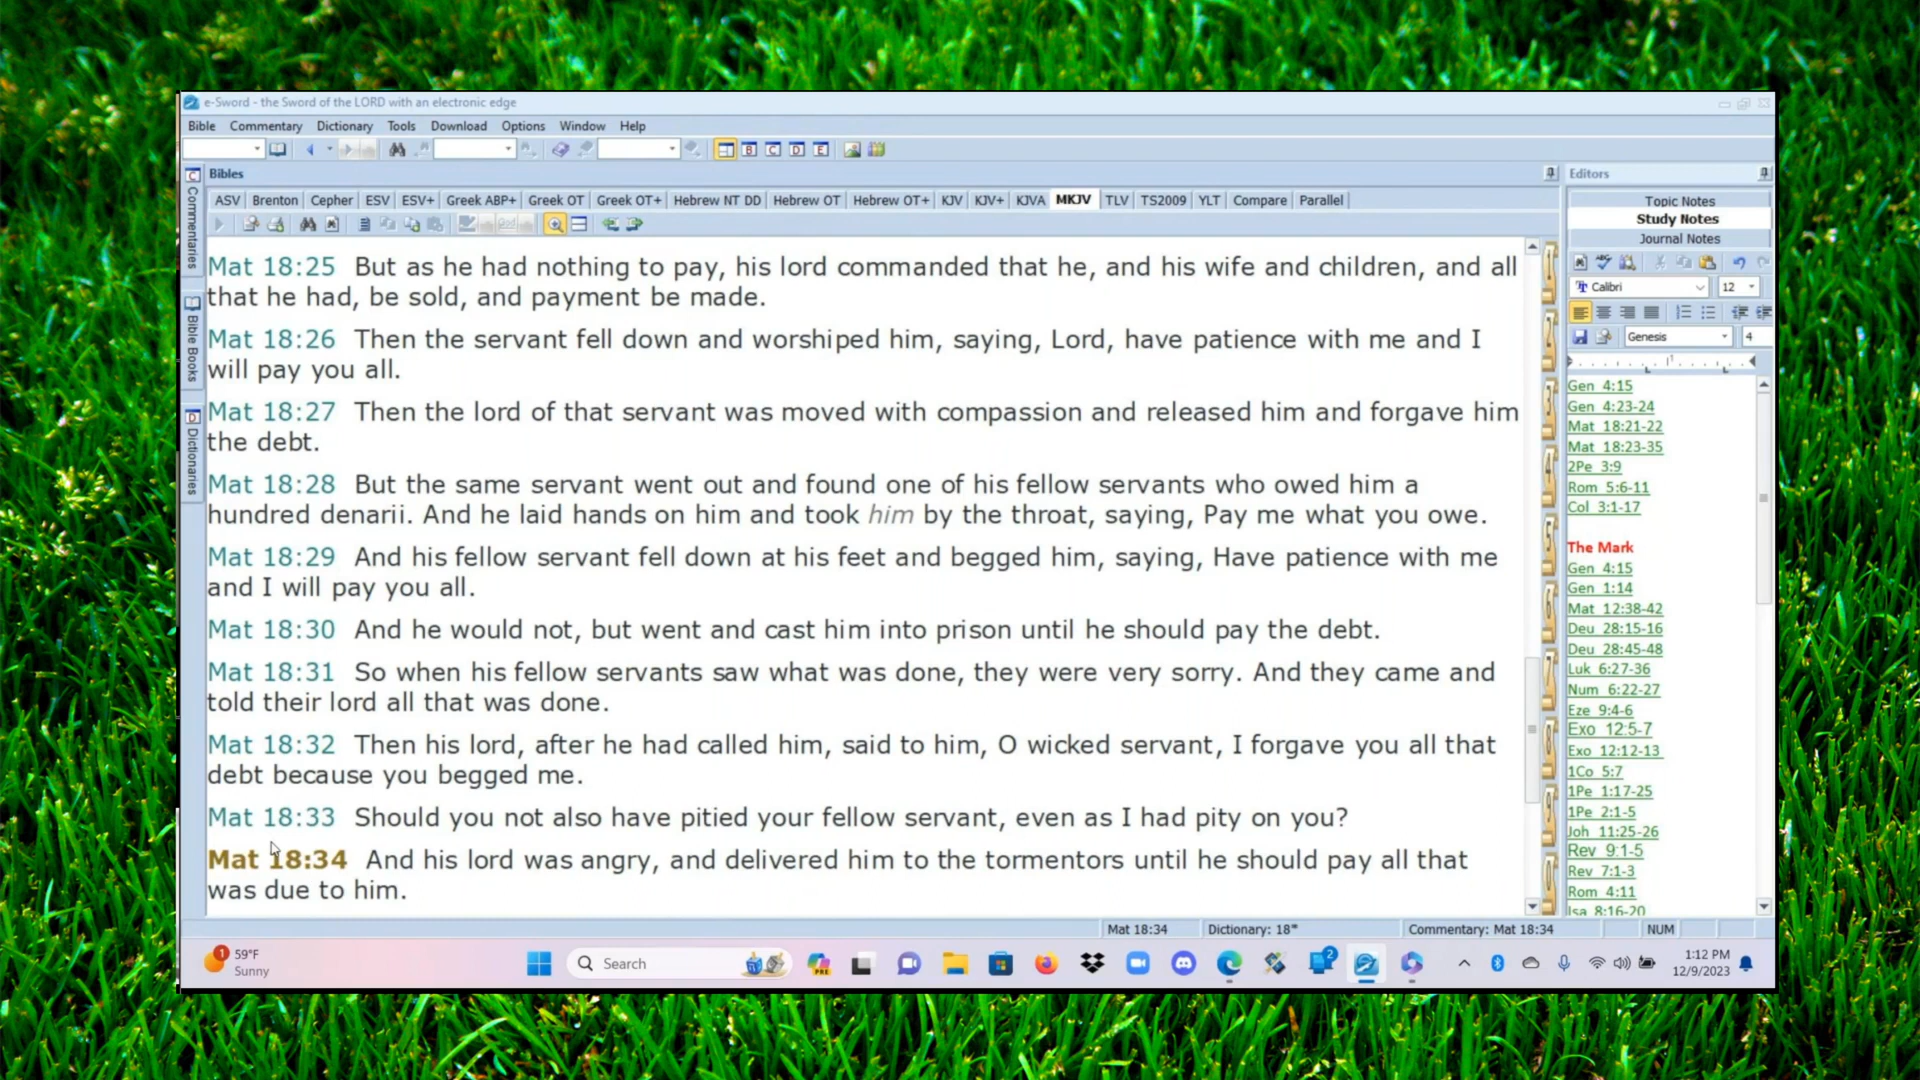 e-Sword - the Sword of the LORD with an electronic edge
Bible Commentary Dictionary Tools Download Options Window Help
B C D E
Bibles
ASV Brenton Cepher ESV ESV+ Greek ABP+ Greek OT Greek OT+ Hebrew NT DD Hebrew OT Hebrew OT+ KJV KJV+ KJVA MKJV TLV TS2009 YLT Compare Parallel
Commentaries
Bible Books
Dictionaries
Mat 18:25 But as he had nothing to pay, his lord commanded that he, and his wife and children, and all
that he had, be sold, and payment be made.
Mat 18:26 Then the servant fell down and worshiped him, saying, Lord, have patience with me and I
will pay you all.
Mat 18:27 Then the lord of that servant was moved with compassion and released him and forgave him
the debt.
Mat 18:28 But the same servant went out and found one of his fellow servants who owed him a
hundred denarii. And he laid hands on him and took him by the throat, saying, Pay me what you owe.
Mat 18:29 And his fellow servant fell down at his feet and begged him, saying, Have patience with me
and I will pay you all.
Mat 18:30 And he would not, but went and cast him into prison until he should pay the debt.
Mat 18:31 So when his fellow servants saw what was done, they were very sorry. And they came and
told their lord all that was done.
Mat 18:32 Then his lord, after he had called him, said to him, O wicked servant, I forgave you all that
debt because you begged me.
Mat 18:33 Should you not also have pitied your fellow servant, even as I had pity on you?
Mat 18:34 And his lord was angry, and delivered him to the tormentors until he should pay all that
was due to him.
1
2
3
4
5
6
7
8
9
0
Editors
Topic Notes
Study Notes
Journal Notes
Calibri 12
Genesis 4
Gen 4:15
Gen 4:23-24
Mat 18:21-22
Mat 18:23-35
2Pe 3:9
Rom 5:6-11
Col 3:1-17
The Mark
Gen 4:15
Gen 1:14
Mat 12:38-42
Deu 28:15-16
Deu 28:45-48
Luk 6:27-36
Num 6:22-27
Eze 9:4-6
Exo 12:5-7
Exo 12:12-13
1Co 5:7
1Pe 1:17-25
1Pe 2:1-5
Joh 11:25-26
Rev 9:1-5
Rev 7:1-3
Rom 4:11
Isa 8:16-20
Mat 18:34 Dictionary: 18* Commentary: Mat 18:34 NUM
1 59°F
Sunny
Search
PRE
2
1:12 PM
12/9/2023